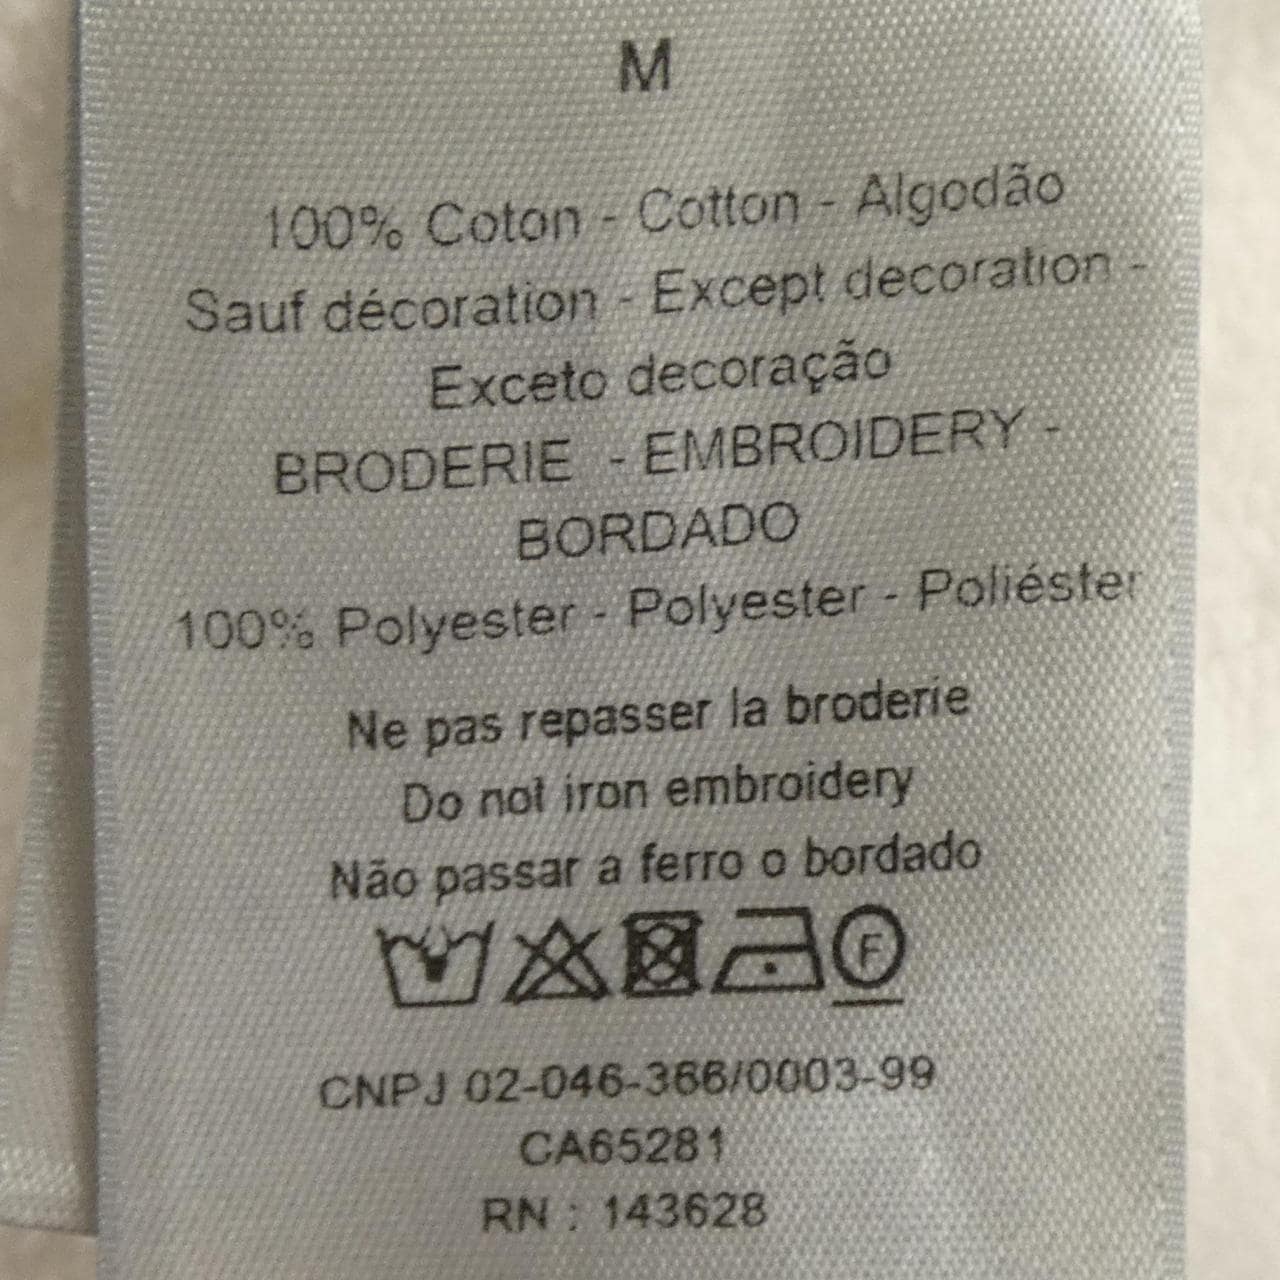 M
100% Coton - Cotton - Algodão
Sauf décoration - Except decoration -
Exceto decoração
BRODERIE - EMBROIDERY -
BORDADO
100% Polyester - Polyester - Poliéster
Ne pas repasser la broderie
Do not iron embroidery
Não passar a ferro o bordado
F
CNPJ 02-046-366/0003-99
CA65281
RN : 143628